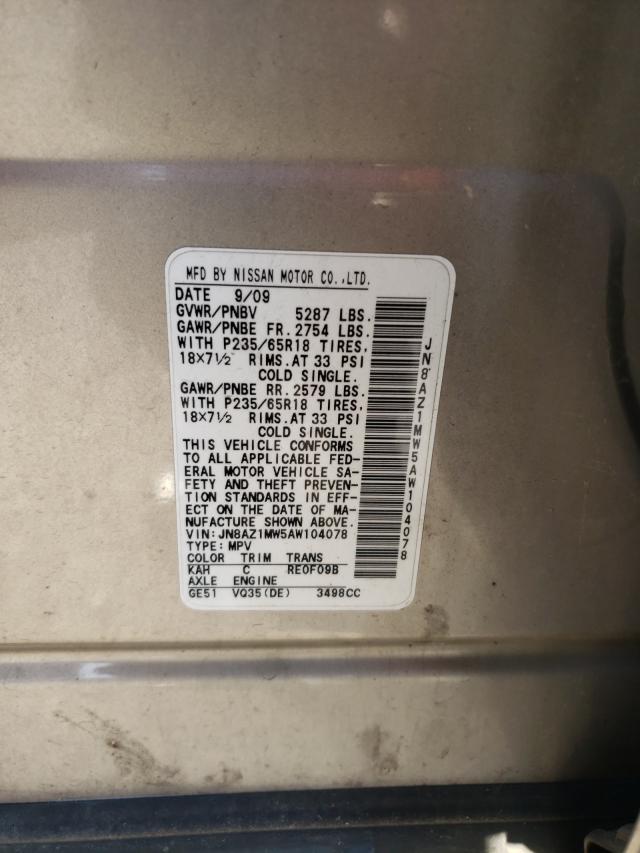 MFD BY NISSAN MOTOR CO.,LTD.
DATE 9/09
GVWR/PNBV 5287 LBS.
GAWR/PNBE FR. 2754 LBS.
WITH P235/65R18 TIRES,
18×7½ RIMS.AT 33 PSI
COLD SINGLE.
GAWR/PNBE RR. 2579 LBS.
WITH P235/65R18 TIRES,
18×7½ RIMS.AT 33 PSI
COLD SINGLE.
THIS VEHICLE CONFORMS
TO ALL APPLICABLE FED-
ERAL MOTOR VEHICLE SA-
FETY AND THEFT PREVEN-
TION STANDARDS IN EFF-
ECT ON THE DATE OF MA-
NUFACTURE SHOWN ABOVE.
VIN:JN8AZ1MW5AW104078
TYPE:MPV
COLOR TRIM TRANS
KAH C RE0F09B
AXLE ENGINE
GE51 VQ35(DE) 3498CC
JN8AZ1MW5AW104078